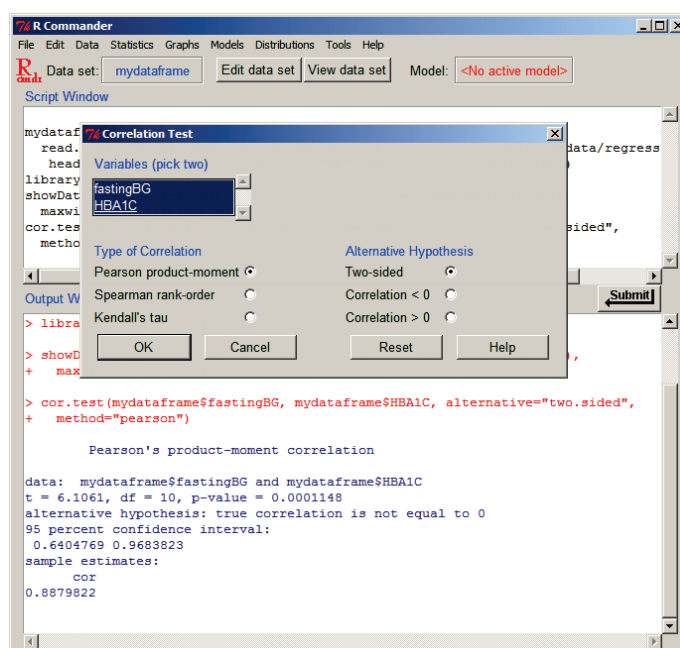 R Commander
File Edit Data Statistics Graphs Models Distributions Tools Help
R cmdr Data set: mydataframe Edit data set View data set Model: <No active model>
Script Window
mydataf
read. data/regress
head )
library
showDat
maxwi
cor.tes sided",
metho
Correlation Test
Variables (pick two)
fastingBG
HBA1C
Type of Correlation Alternative Hypothesis
Pearson product-moment Two-sided
Spearman rank-order Correlation < 0
Kendall's tau Correlation > 0
OK Cancel Reset Help
Output W Submit
> libra
> showD ),
+ max
> cor.test(mydataframe$fastingBG, mydataframe$HBA1C, alternative="two.sided",
+ method="pearson")
Pearson's product-moment correlation
data: mydataframe$fastingBG and mydataframe$HBA1C
t = 6.1061, df = 10, p-value = 0.0001148
alternative hypothesis: true correlation is not equal to 0
95 percent confidence interval:
0.6404769 0.9683823
sample estimates:
cor
0.8879822